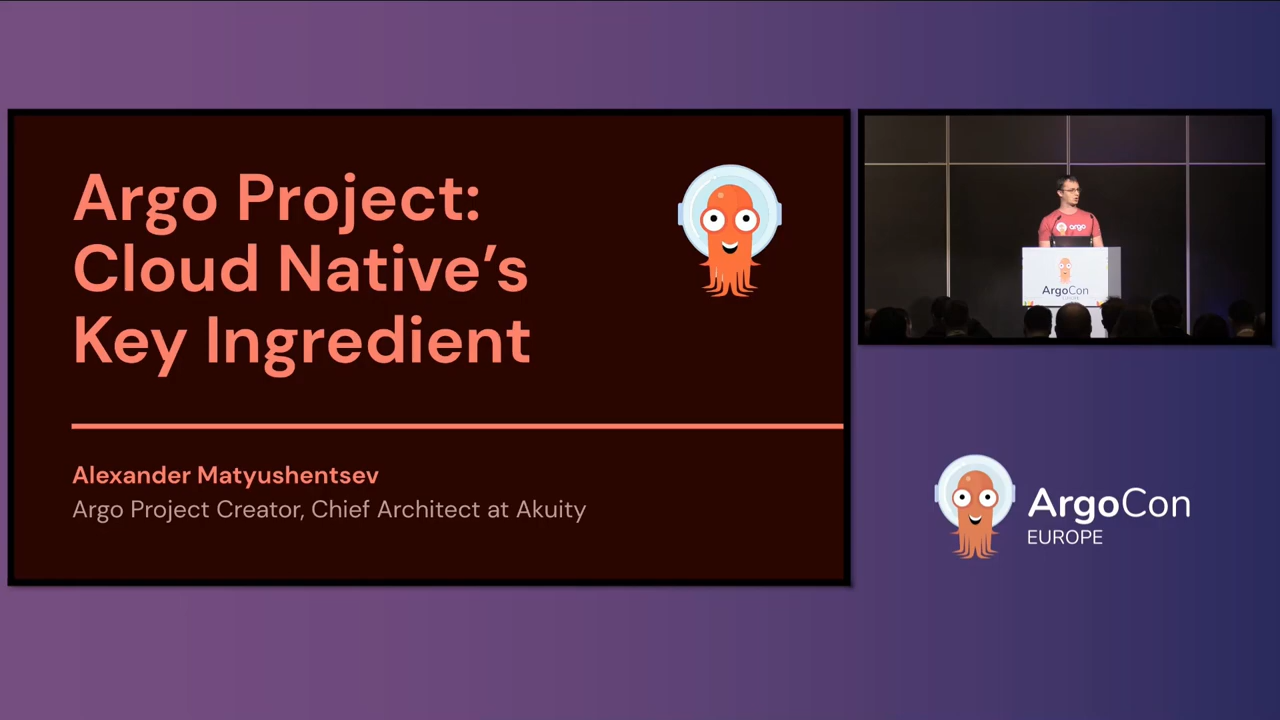 Argo Project:
Cloud Native’s
Key Ingredient
Alexander Matyushentsev
Argo Project Creator, Chief Architect at Akuity
argo
ArgoCon
ArgoCon
EUROPE